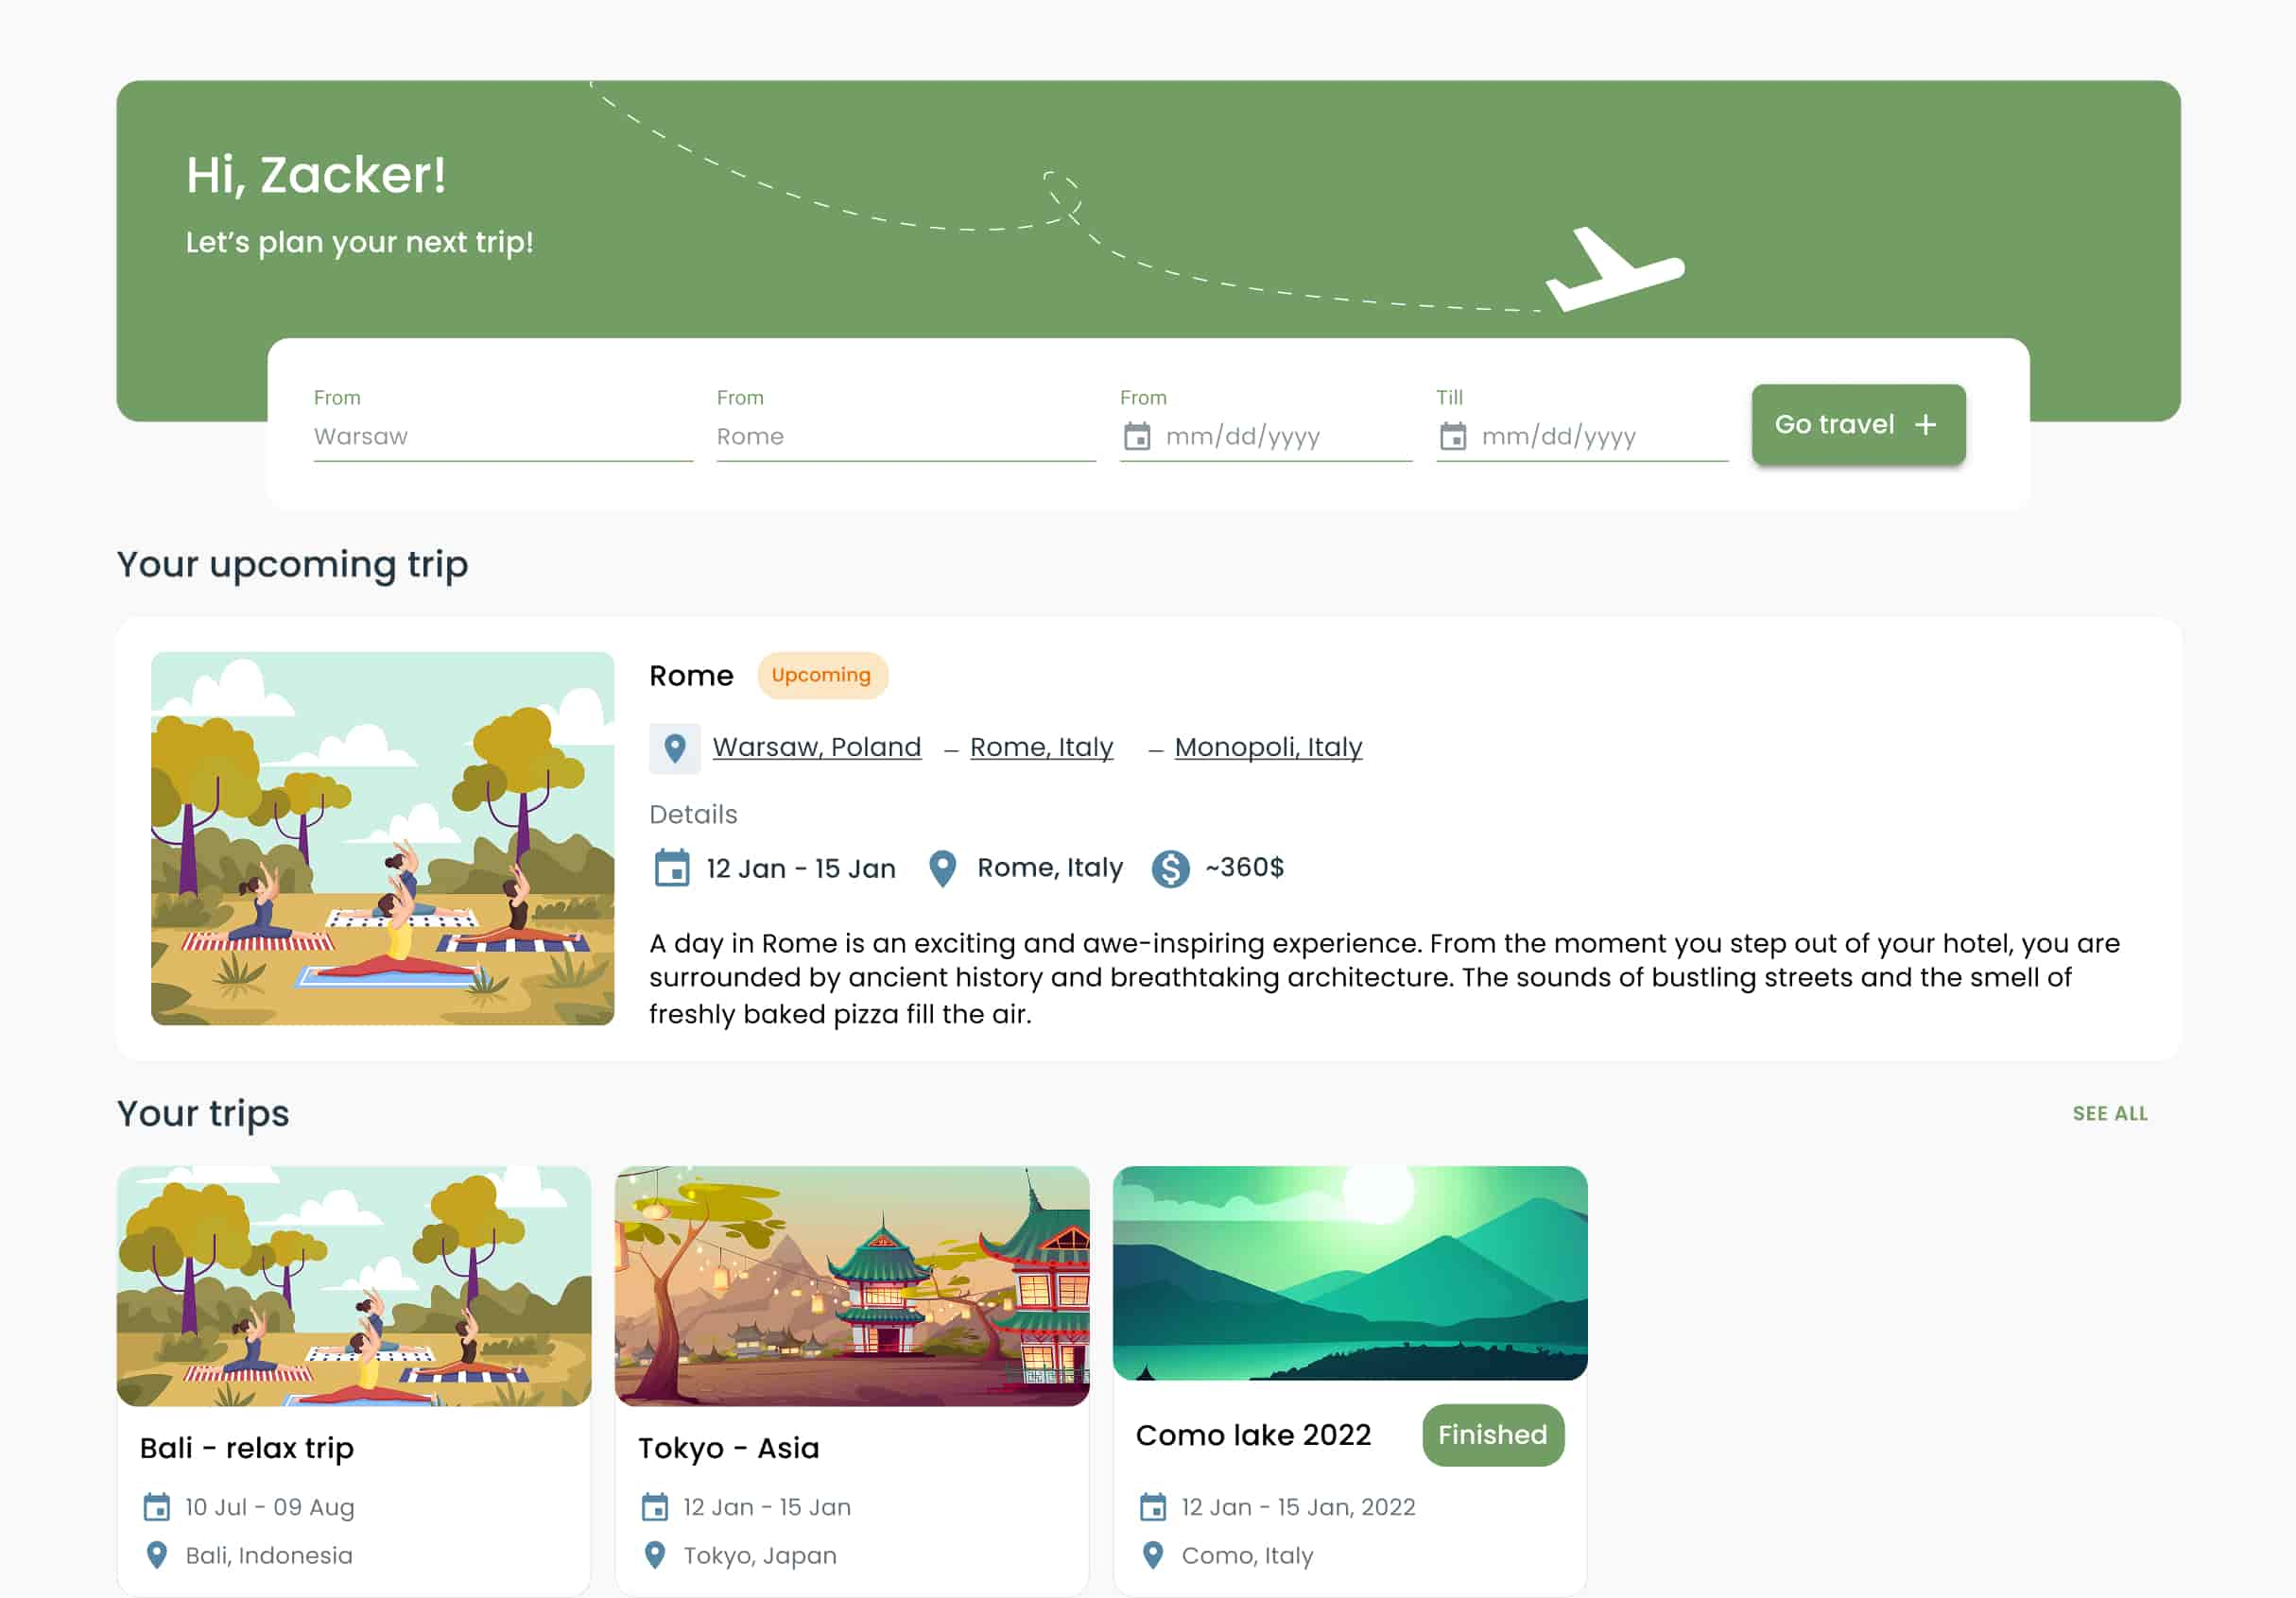 Hi, Zacker!
Let’s plan your next trip!
From From From Till
Warsaw Rome mm/dd/yyyy mm/dd/yyyy Go travel +
Your upcoming trip
Rome Upcoming
Warsaw, Poland – Rome, Italy – Monopoli, Italy
Details
12 Jan - 15 Jan Rome, Italy ~360$
A day in Rome is an exciting and awe-inspiring experience. From the moment you step out of your hotel, you are
surrounded by ancient history and breathtaking architecture. The sounds of bustling streets and the smell of
freshly baked pizza fill the air.
Your trips SEE ALL
Bali - relax trip
10 Jul - 09 Aug
Bali, Indonesia
Tokyo - Asia
12 Jan - 15 Jan
Tokyo, Japan
Como lake 2022 Finished
12 Jan - 15 Jan, 2022
Como, Italy